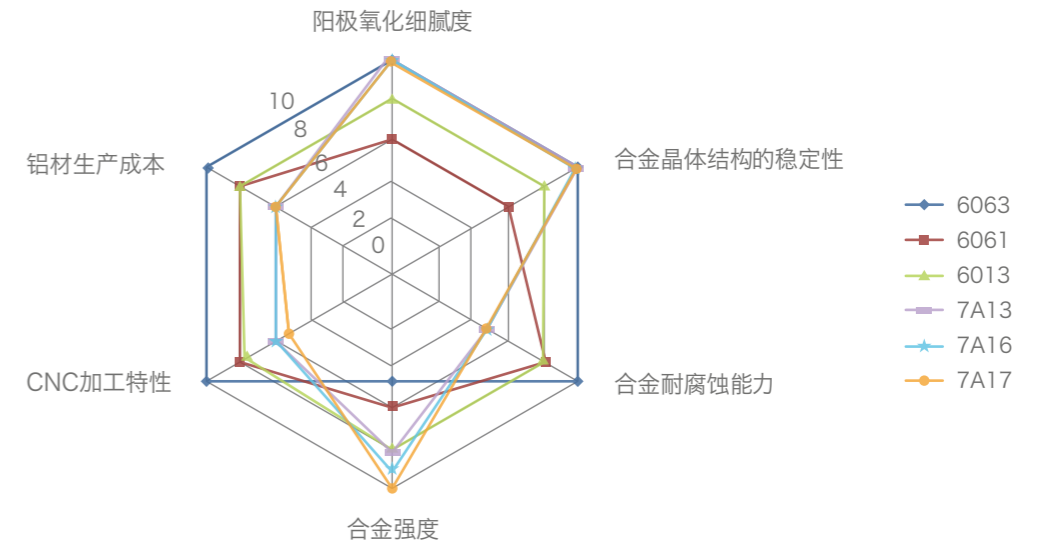 阳极氧化细腻度
10
8
6
4
2
0
铝材生产成本
合金晶体结构的稳定性
CNC加工特性
合金耐腐蚀能力
合金强度
6063
6061
6013
7A13
7A16
7A17